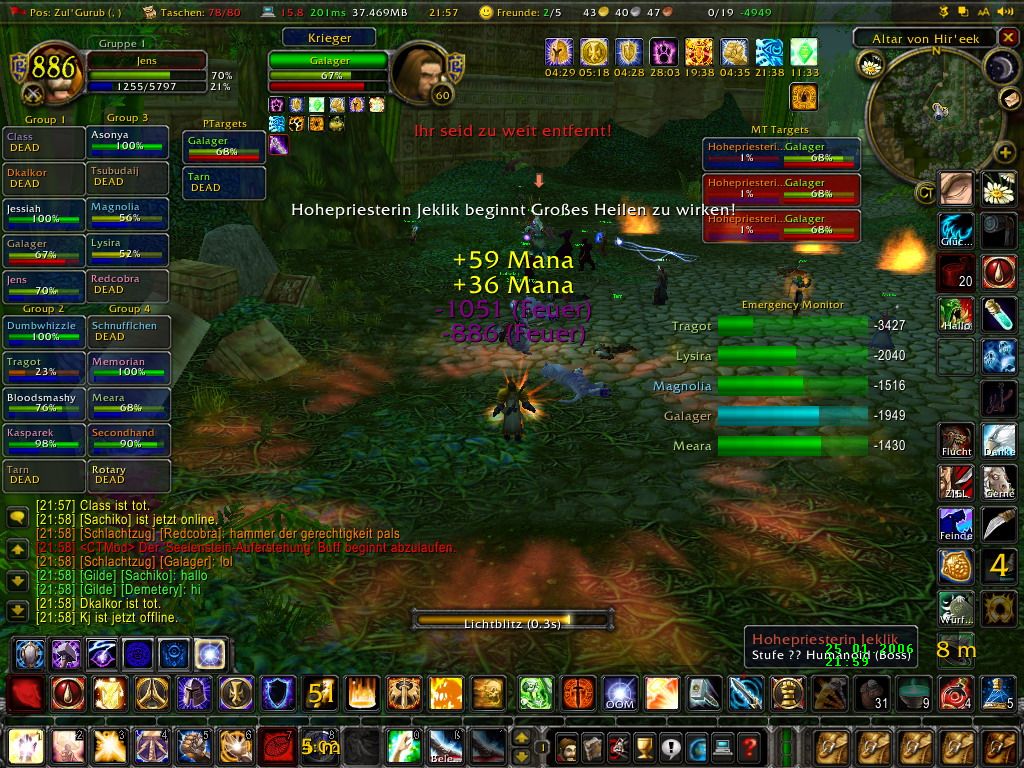 Pos: Zul'Gurub (, )
Taschen: 78/80
15.8 201ms 37.469MB
21:57
Freunde: 2/5
43 40 47
0/19 -4949
Gruppe 1
886
Jens
70%
1255/5797 21%
Krieger
Galager
67%
60
04:29 05:18 04:28 28:03 19:38 04:35 21:38 11:33
Altar von Hir'eek
N
Ihr seid zu weit entfernt!
Group 1
Class
DEAD
Dkalkor
DEAD
Jessiah
100%
Galager
67%
Jens
70%
Group 3
Asonya
100%
Tsubudaij
DEAD
Magnolia
56%
Lysira
52%
Redcobra
DEAD
Group 2
Dumbwhizzle
100%
Tragot
23%
Bloodsmashy
76%
Kasparek
98%
Tarn
DEAD
Group 4
Schnufflchen
DEAD
Memorian
100%
Meara
68%
Secondhand
90%
Rotary
DEAD
PTargets
Galager
68%
Tarn
DEAD
MT Targets
Hohepriesteri... Galager
1% 68%
Hohepriesteri... Galager
1% 68%
Hohepriesteri... Galager
1% 68%
CT
Hohepriesterin Jeklik beginnt Großes Heilen zu wirken!
+59 Mana
+36 Mana
-1051 (Feuer)
-886 (Feuer)
Emergency Monitor
Tragot -3427
Lysira -2040
Magnolia -1516
Galager -1949
Meara -1430
Glüc...
20
Hallo
Flucht
Danke
ZIEL
Gerne
Feinde
4
Würf...
8 m
[21:57] Class ist tot.
[21:58] [Sachiko] ist jetzt online.
[21:58] [Schlachtzug] [Redcobra]: hammer der gerechtigkeit pals
[21:58] <CTMod> Der 'Seelenstein-Auferstehung' Buff beginnt abzulaufen.
[21:58] [Schlachtzug] [Galager]: lol
[21:58] [Gilde] [Sachiko]: hallo
[21:58] [Gilde] [Demetery]: hi
[21:58] Dkalkor ist tot.
[21:58] Kj ist jetzt offline.
Lichtblitz (0.3s)
Hohepriesterin Jeklik
Stufe ?? Humanoid (Boss)
25.01.2006
21:59
51
OOM
31
9
4
5
5 m
Bele...
1